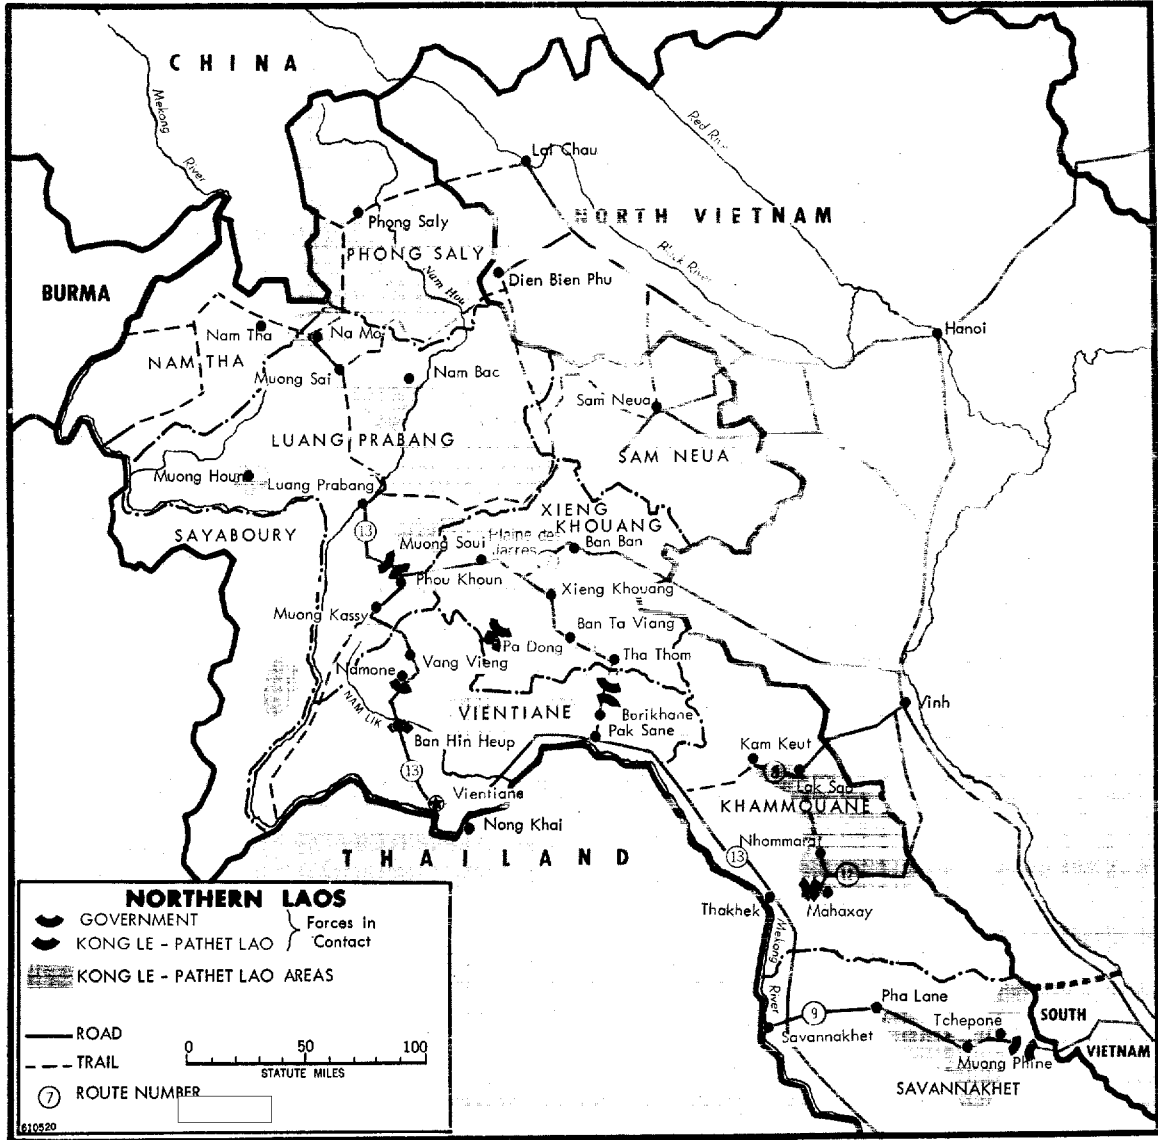 CHINA
Mekong
River
Red
Lai Chau
Phong Saly
NORTH VIETNAM
PHONG SALY
Black River
Nam Hou
Dien Bien Phu
BURMA
Nam Tha
Na Mo
Hanoi
NAM THA
Muong Sai
Nam Bac
Sam Neua
LUANG PRABANG
SAM NEUA
Muong Houn
Luang Prabang
XIENG
KHOUANG
SAYABOURY
13
Muong Soui
Plaine des
Jarres
Ban Ban
Phou Khoun
Xieng Khouang
Muong Kassy
Ban Ta Viang
Pa Dong
Tha Thom
Vang Vieng
Namone
NAM LIK
VIENTIANE
Borikhane
Pak Sane
Vinh
Ban Hin Heup
Kam Keut
13
8
Lak Sao
Vientiane
KHAMMOUANE
Nong Khai
THAILAND
Nhommarat
13
12
Thakhek
Mahaxay
Mekong
River
Pha Lane
9
Tchepone
SOUTH
Savannakhet
Muong Phine
VIETNAM
SAVANNAKHET
NORTHERN LAOS
GOVERNMENT
KONG LE - PATHET LAO
Forces in
Contact
KONG LE - PATHET LAO AREAS
ROAD
TRAIL
0 50 100
STATUTE MILES
7 ROUTE NUMBER
610520